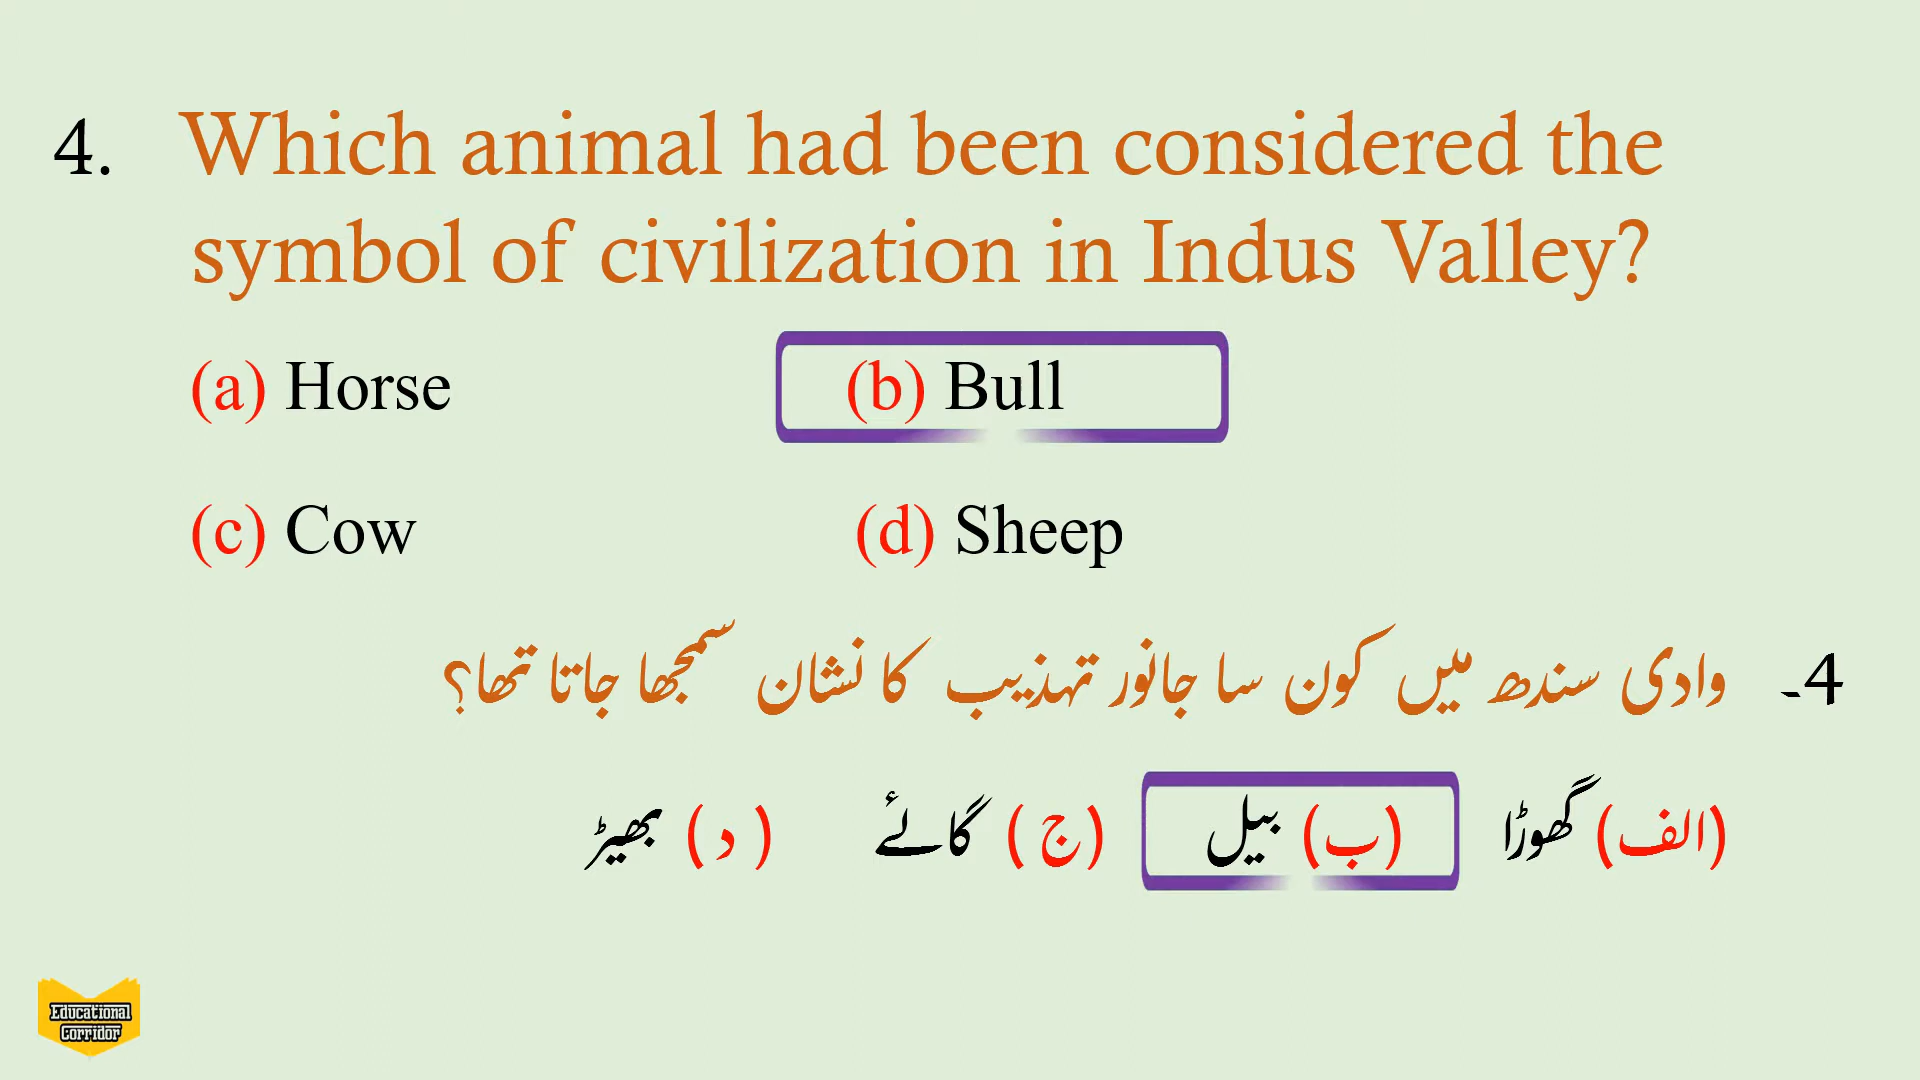 4. Which animal had been considered the
symbol of civilization in Indus Valley?
(a) Horse (b) Bull
(c) Cow (d) Sheep
4۔ وادی سندھ میں کون سا جانور تہذیب کا نشان سمجھا جاتا تھا؟
(الف) گھوڑا (ب) بیل (ج) گائے (د) بھیڑ
Educational
Corridor